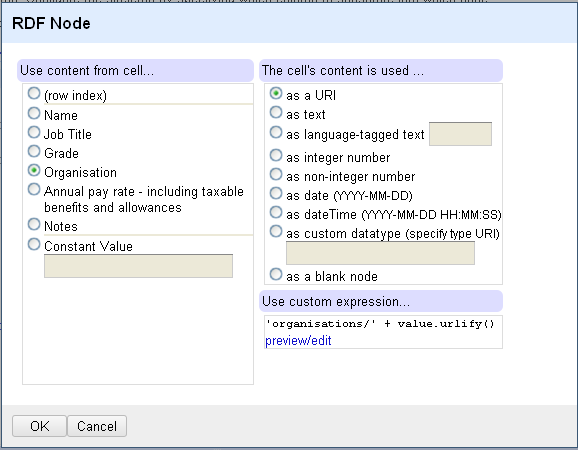 RDF Node
Use content from cell...
(row index)
Name
Job Title
Grade
Organisation
Annual pay rate - including taxable
benefits and allowances
Notes
Constant Value
The cell's content is used ...
as a URI
as text
as language-tagged text
as integer number
as non-integer number
as date (YYYY-MM-DD)
as dateTime (YYYY-MM-DD HH:MM:SS)
as custom datatype (specify type URI)
as a blank node
Use custom expression...
'organisations/' + value.urlify()
preview/edit
OK
Cancel